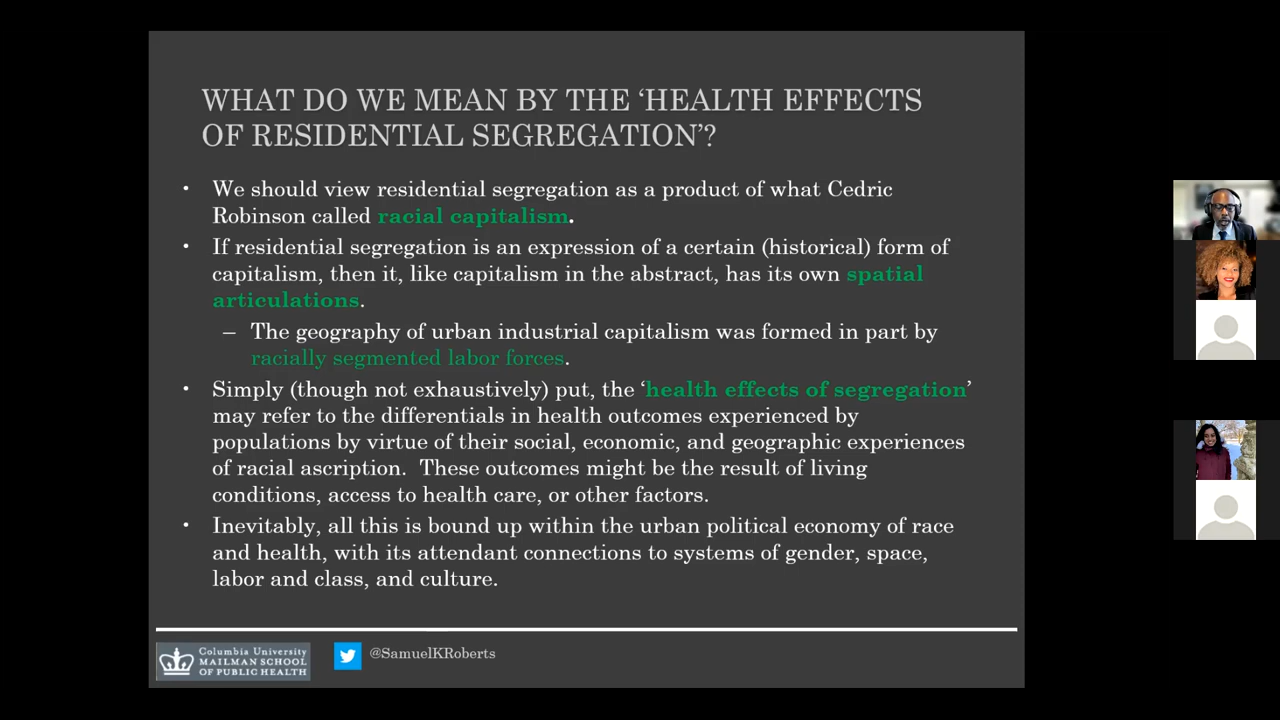 WHAT DO WE MEAN BY THE ‘HEALTH EFFECTS
OF RESIDENTIAL SEGREGATION’?
• We should view residential segregation as a product of what Cedric
Robinson called racial capitalism.
• If residential segregation is an expression of a certain (historical) form of
capitalism, then it, like capitalism in the abstract, has its own spatial
articulations.
– The geography of urban industrial capitalism was formed in part by
racially segmented labor forces.
• Simply (though not exhaustively) put, the ‘health effects of segregation’
may refer to the differentials in health outcomes experienced by
populations by virtue of their social, economic, and geographic experiences
of racial ascription. These outcomes might be the result of living
conditions, access to health care, or other factors.
• Inevitably, all this is bound up within the urban political economy of race
and health, with its attendant connections to systems of gender, space,
labor and class, and culture.
Columbia University
MAILMAN SCHOOL
OF PUBLIC HEALTH
@SamuelKRoberts